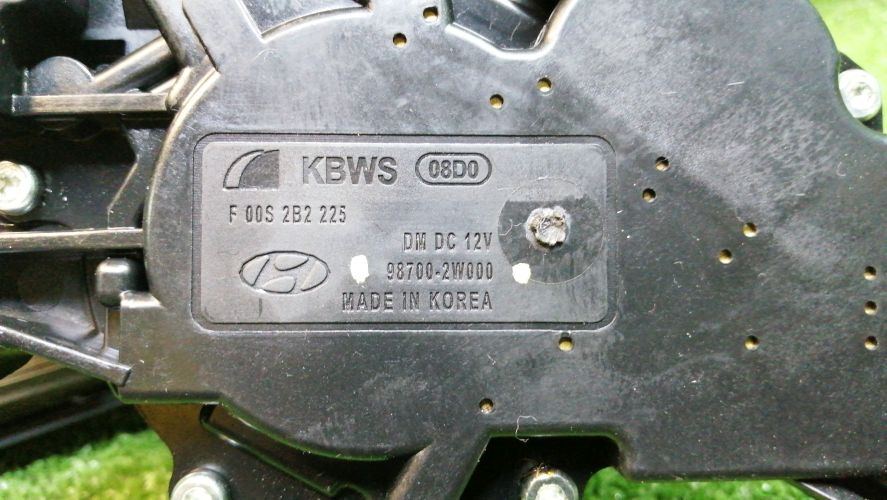 KBWS 08D0
F 00S 2B2 225
DM DC 12V
98700-2W000
MADE IN KOREA